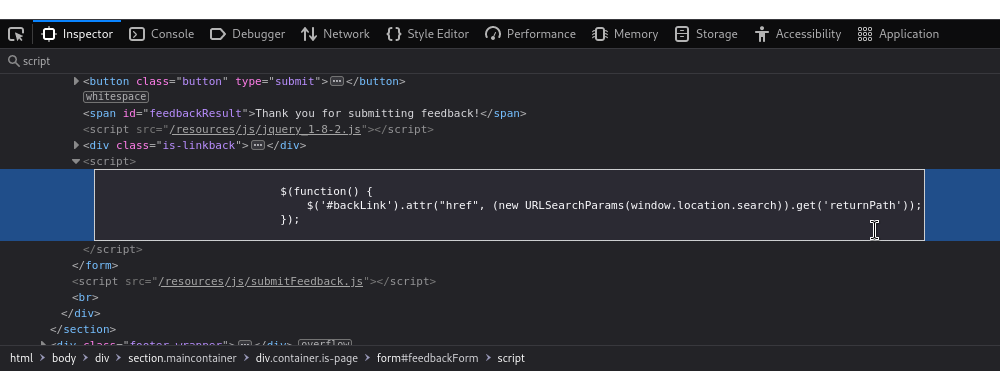 Inspector Console Debugger Network Style Editor Performance Memory Storage Accessibility Application
script
<button class="button" type="submit"></button>
whitespace
<span id="feedbackResult">Thank you for submitting feedback!</span>
<script src="/resources/js/jquery_1-8-2.js"></script>
<div class="is-linkback"></div>
<script>
$(function() {
$('#backLink').attr("href", (new URLSearchParams(window.location.search)).get('returnPath'));
});
</script>
</form>
<script src="/resources/js/submitFeedback.js"></script>
<br>
</div>
</section>
<div class="footer-wrapper"></div> overflow
html body div section.maincontainer div.container.is-page form#feedbackForm script